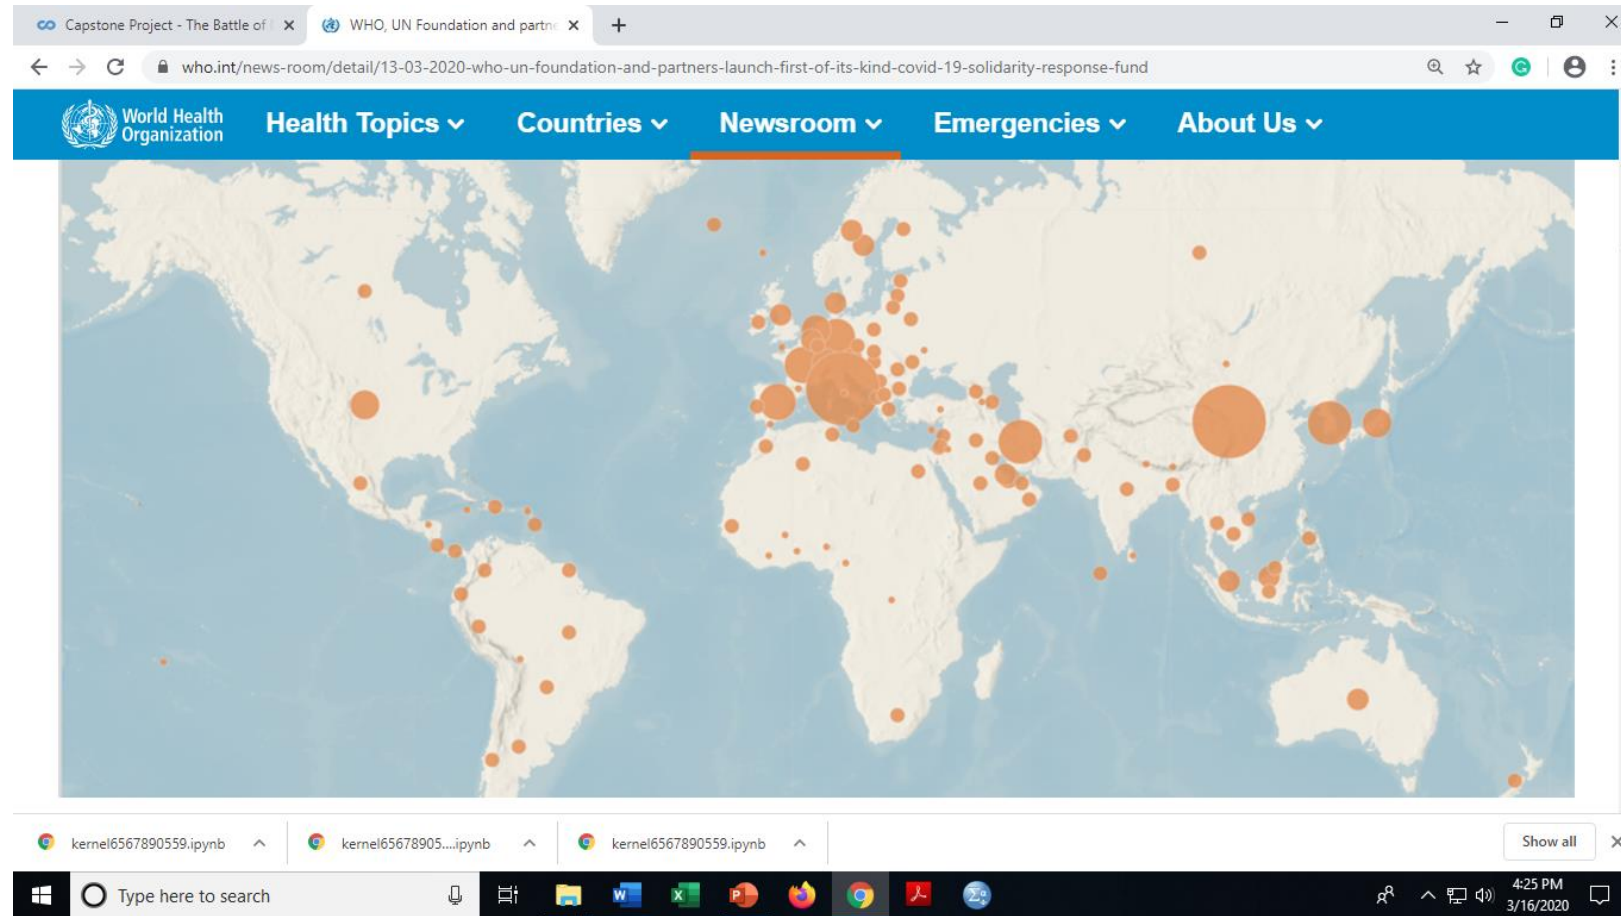 Capstone Project - The Battle of
WHO, UN Foundation and partne
who.int/news-room/detail/13-03-2020-who-un-foundation-and-partners-launch-first-of-its-kind-covid-19-solidarity-response-fund
World Health
Organization
Health Topics
Countries
Newsroom
Emergencies
About Us
kernel6567890559.ipynb
kernel65678905....ipynb
kernel6567890559.ipynb
Show all
Type here to search
4:25 PM
3/16/2020